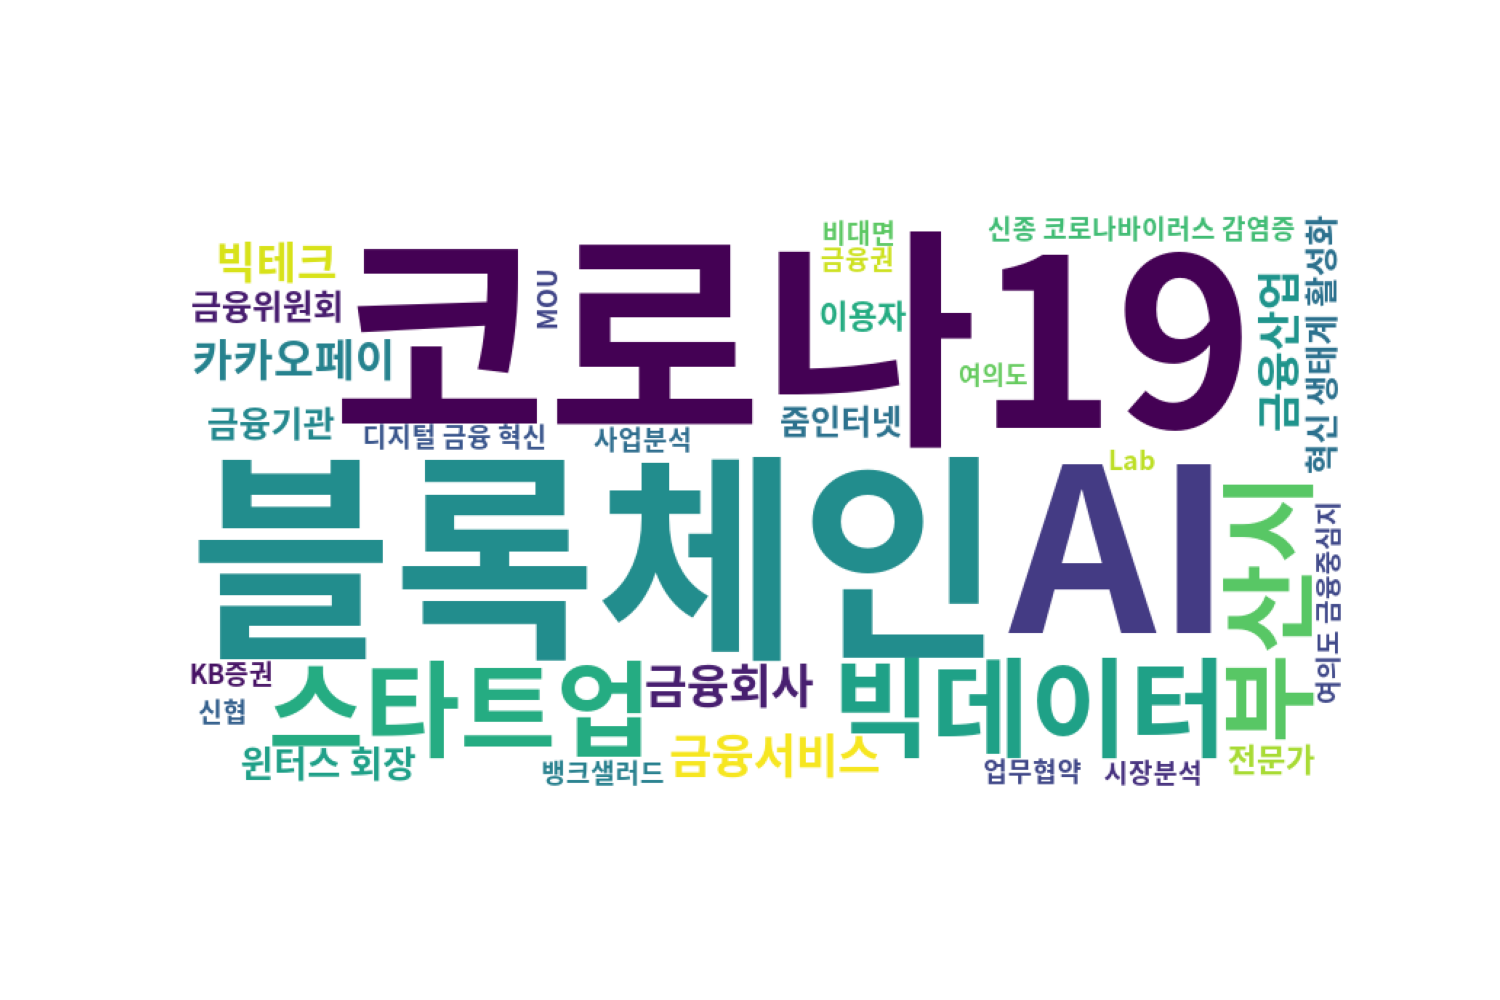 비대면
신종 코로나바이러스 감염증
혁신 생태계 활성화
빅테크
금융권
코로나19
MOU
금융위원회
이용자
금융산업
카카오페이
여의도
금융기관
디지털 금융 혁신
사업분석
줌인터넷
Lab
블록체인
AI
부산시
여의도 금융중심지
KB증권
스타트업
금융회사
빅데이터
신협
윈터스 회장
뱅크샐러드
금융서비스
업무협약
시장분석
전문가